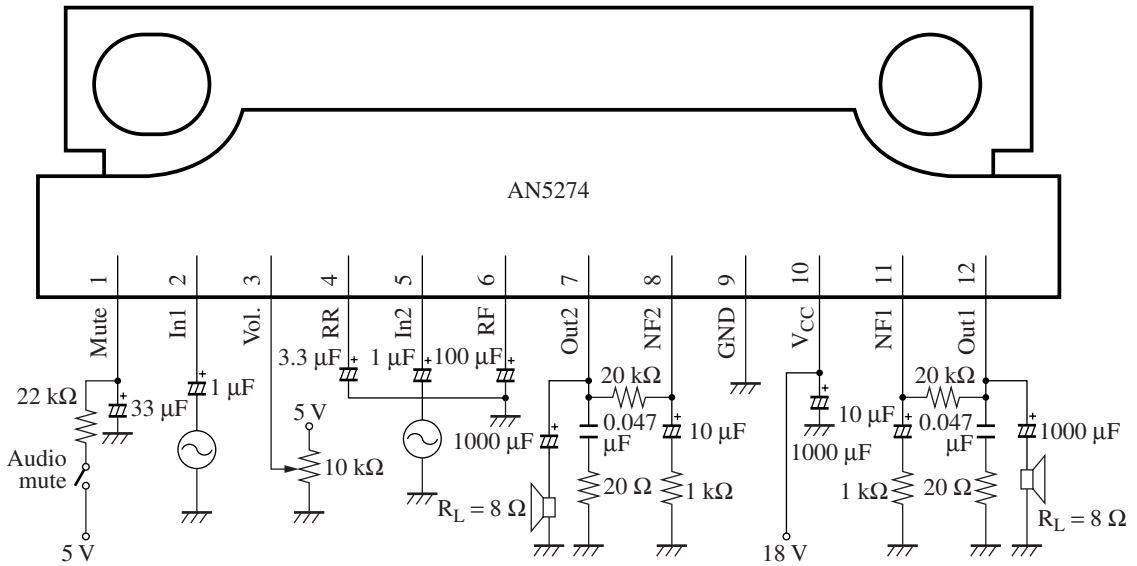 AN5274
1 2 3 4 5 6 7 8 9 10 11 12
Mute In1 Vol. RR In2 RF Out2 NF2 GND VCC NF1 Out1
3.3 µF 1 µF 100 µF
22 kΩ 33 µF 1 µF
20 kΩ 20 kΩ
5 V
1000 µF 0.047 µF 10 µF
10 µF 0.047 µF 1000 µF
1000 µF
Audio
mute
10 kΩ
20 Ω 1 kΩ 1 kΩ 20 Ω
RL = 8 Ω RL = 8 Ω
5 V 18 V